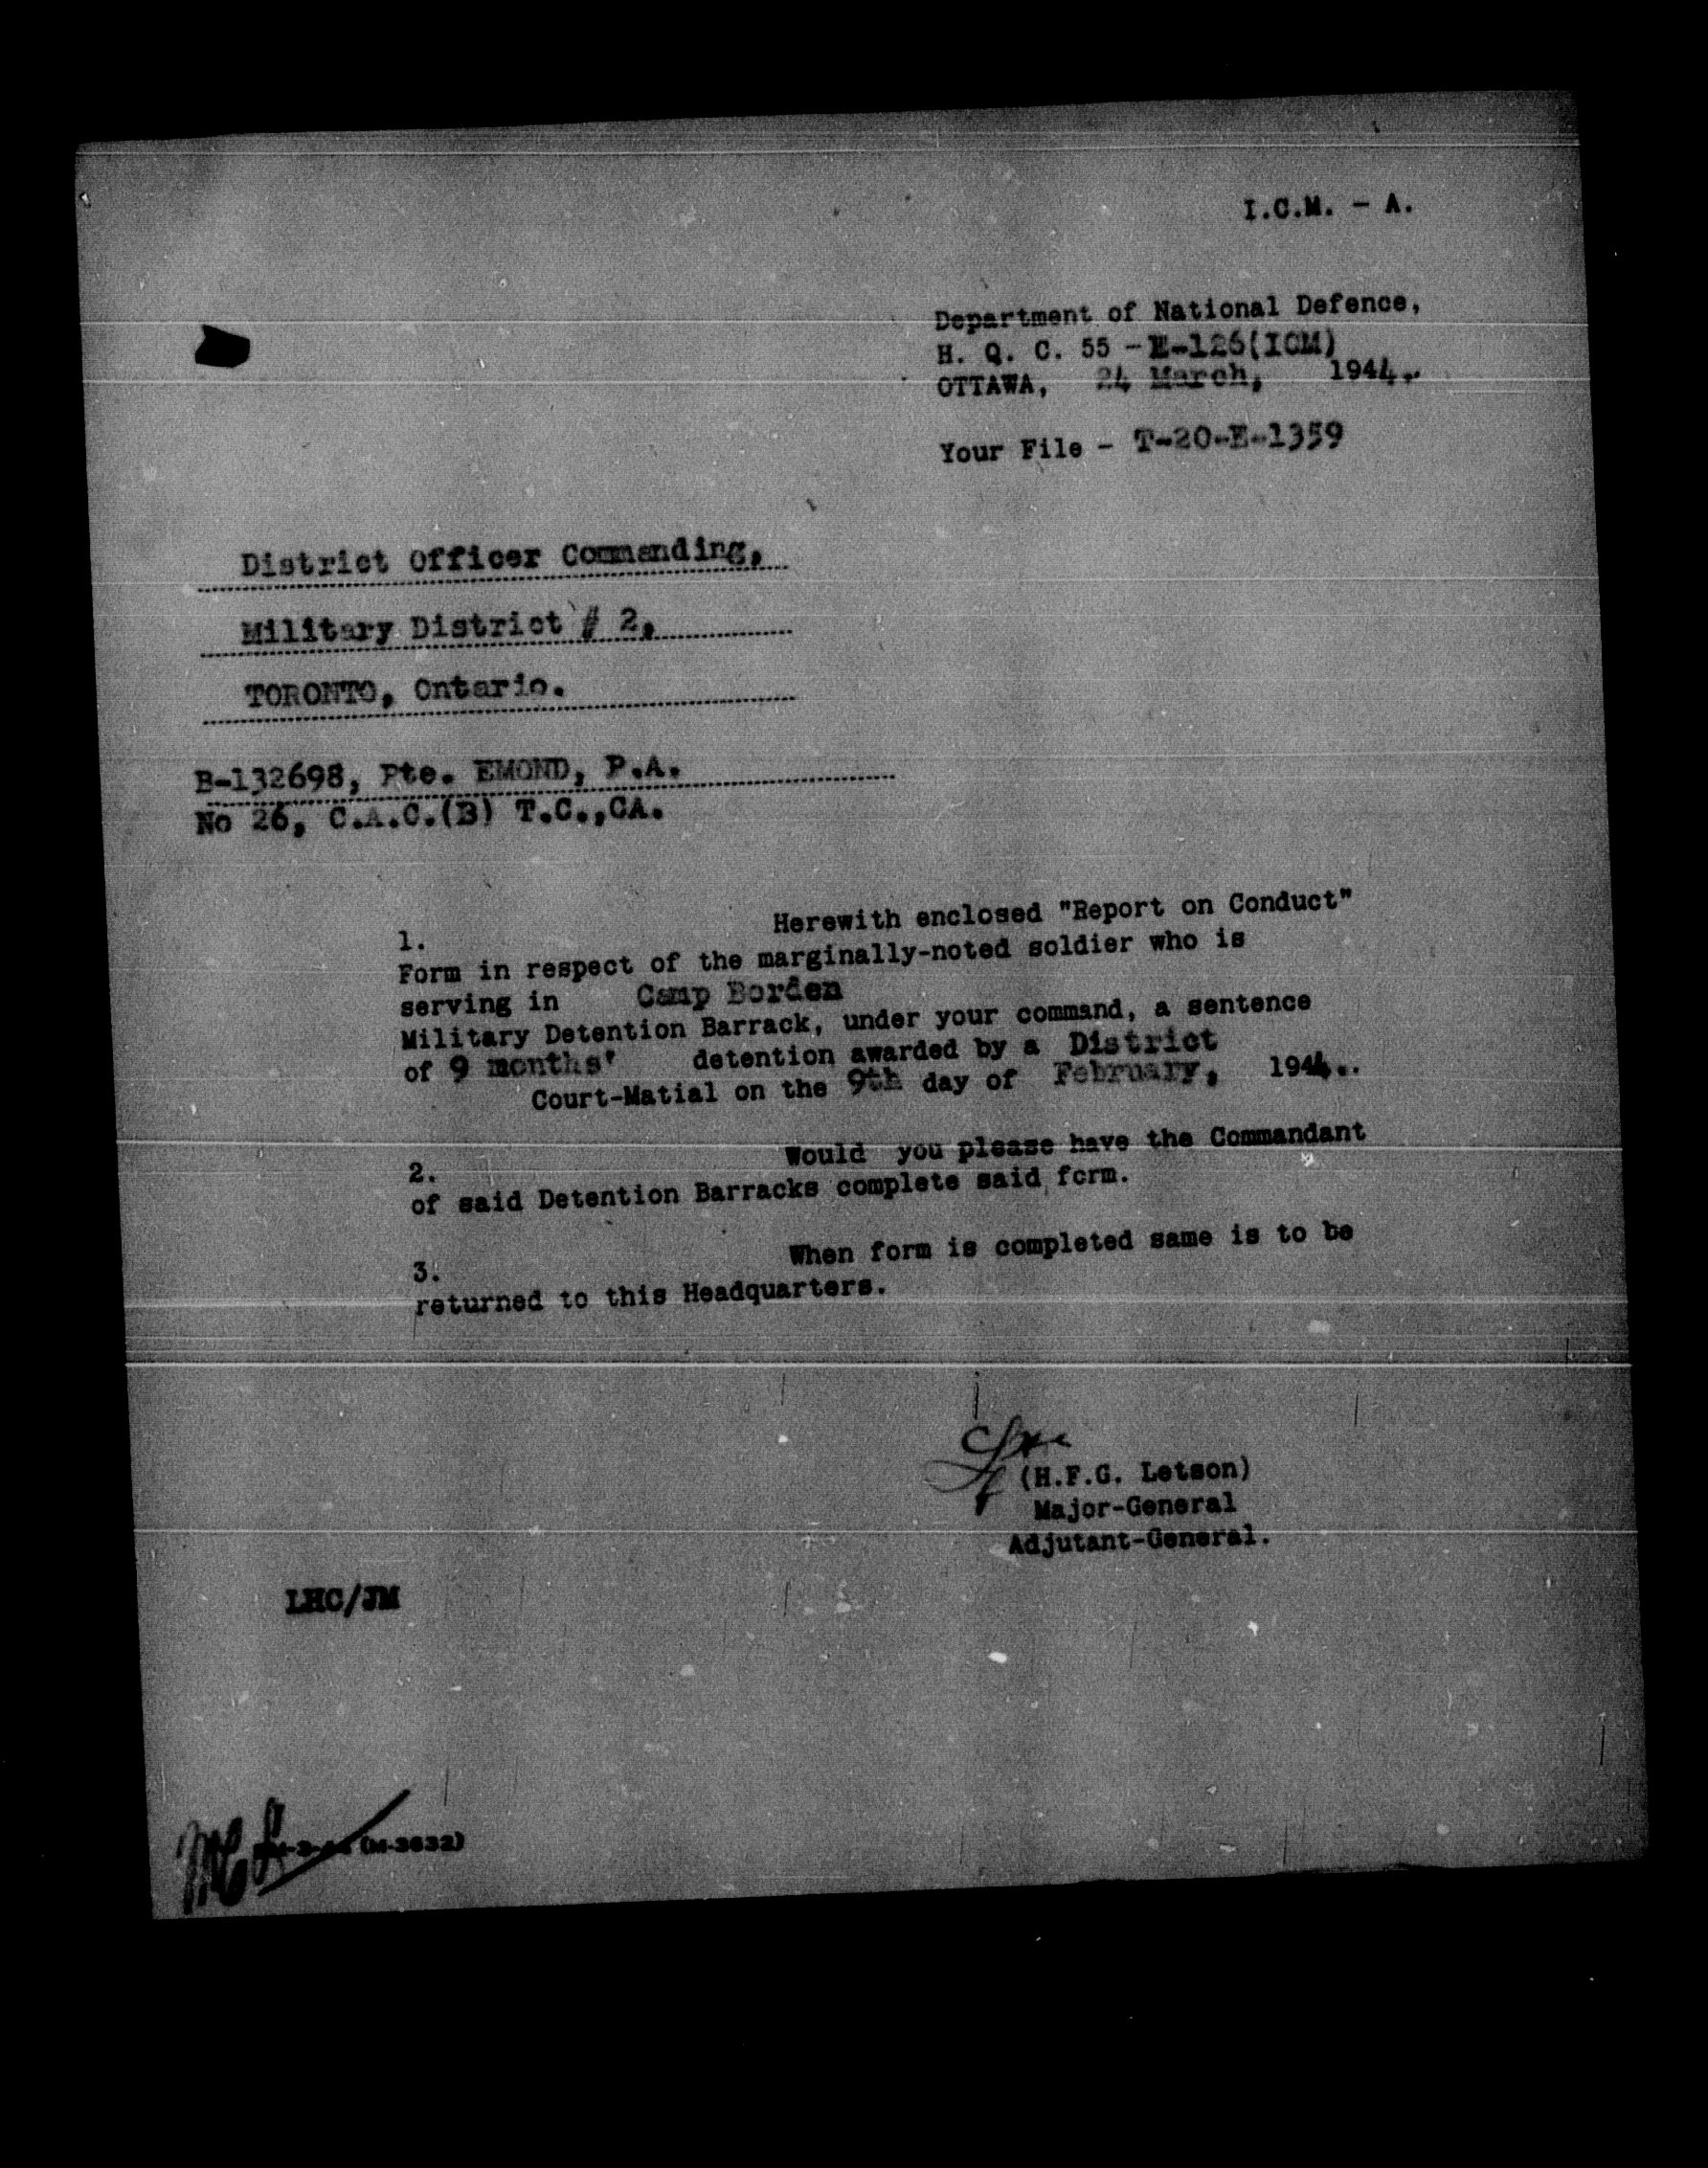 I.C.M. - A.
Department of National Defence,
H. Q. C. 55 - E-126(ICM)
OTTAWA, 24 March, 1944.
Your File - T-20-E-1359
District Officer Commanding,
Military District # 2,
TORONTO, Ontario.
B-132698, Pte. EMOND, P.A.
No 26, C.A.C.(B) T.C.,CA.
1. Herewith enclosed "Report on Conduct"
Form in respect of the marginally-noted soldier who is
serving in Camp Borden
Military Detention Barrack, under your command, a sentence
of 9 months' detention awarded by a District
Court-Matial on the 9th day of February, 1944..
2. Would you please have the Commandant
of said Detention Barracks complete said form.
3. When form is completed same is to be
returned to this Headquarters.
(H.F.G. Letson)
Major-General
Adjutant-General.
LHC/JM
(M-3632)